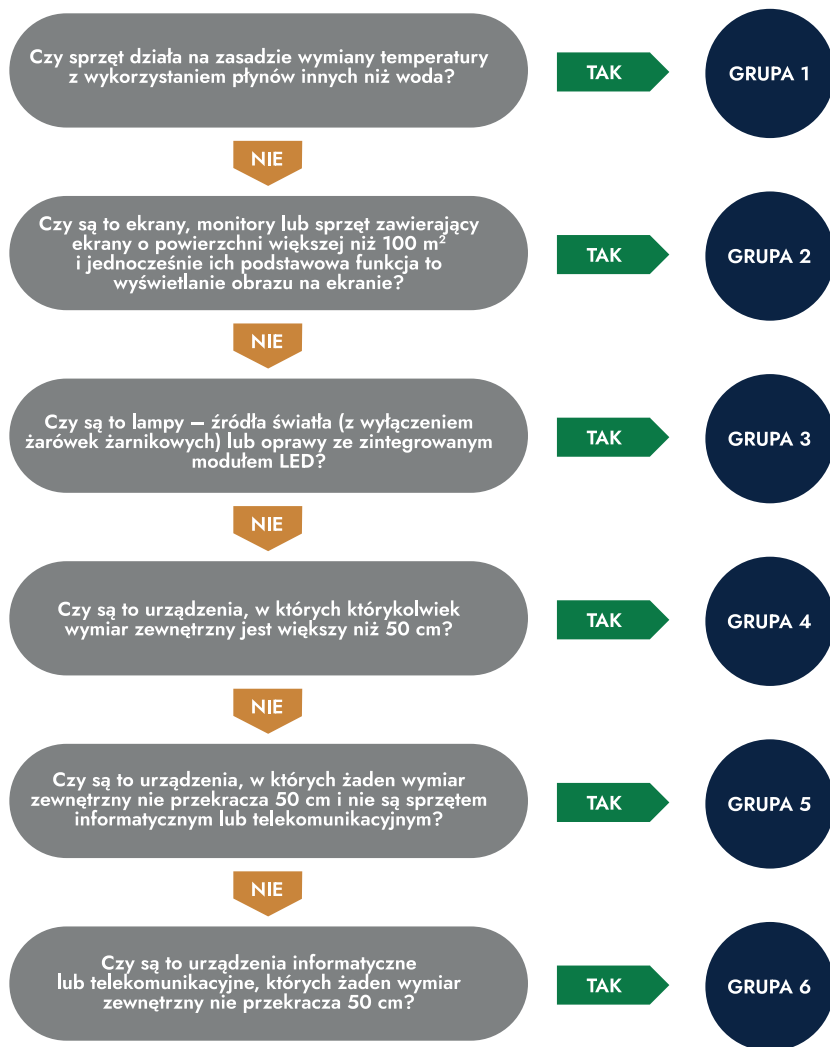 Czy sprzęt działa na zasadzie wymiany temperatury
z wykorzystaniem płynów innych niż woda?
TAK
GRUPA 1
NIE
Czy są to ekrany, monitory lub sprzęt zawierający
ekrany o powierzchni większej niż 100 m²
i jednocześnie ich podstawowa funkcja to
wyświetlanie obrazu na ekranie?
TAK
GRUPA 2
NIE
Czy są to lampy – źródła światła (z wyłączeniem
żarówek żarnikowych) lub oprawy ze zintegrowanym
modułem LED?
TAK
GRUPA 3
NIE
Czy są to urządzenia, w których którykolwiek
wymiar zewnętrzny jest większy niż 50 cm?
TAK
GRUPA 4
NIE
Czy są to urządzenia, w których żaden wymiar
zewnętrzny nie przekracza 50 cm i nie są sprzętem
informatycznym lub telekomunikacyjnym?
TAK
GRUPA 5
NIE
Czy są to urządzenia informatyczne
lub telekomunikacyjne, których żaden wymiar
zewnętrzny nie przekracza 50 cm?
TAK
GRUPA 6